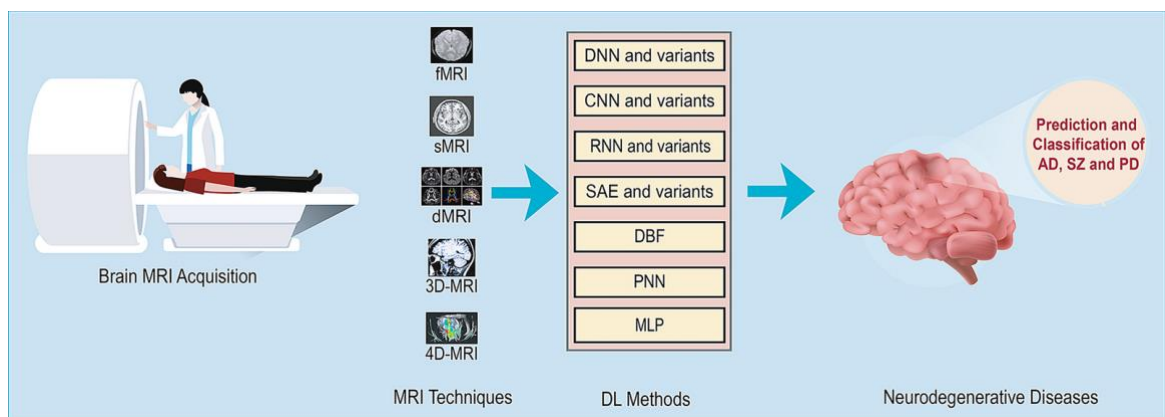 Brain MRI Acquisition
fMRI
sMRI
dMRI
3D-MRI
4D-MRI
MRI Techniques
DNN and variants
CNN and variants
RNN and variants
SAE and variants
DBF
PNN
MLP
DL Methods
Prediction and
Classification of
AD, SZ and PD
Neurodegenerative Diseases